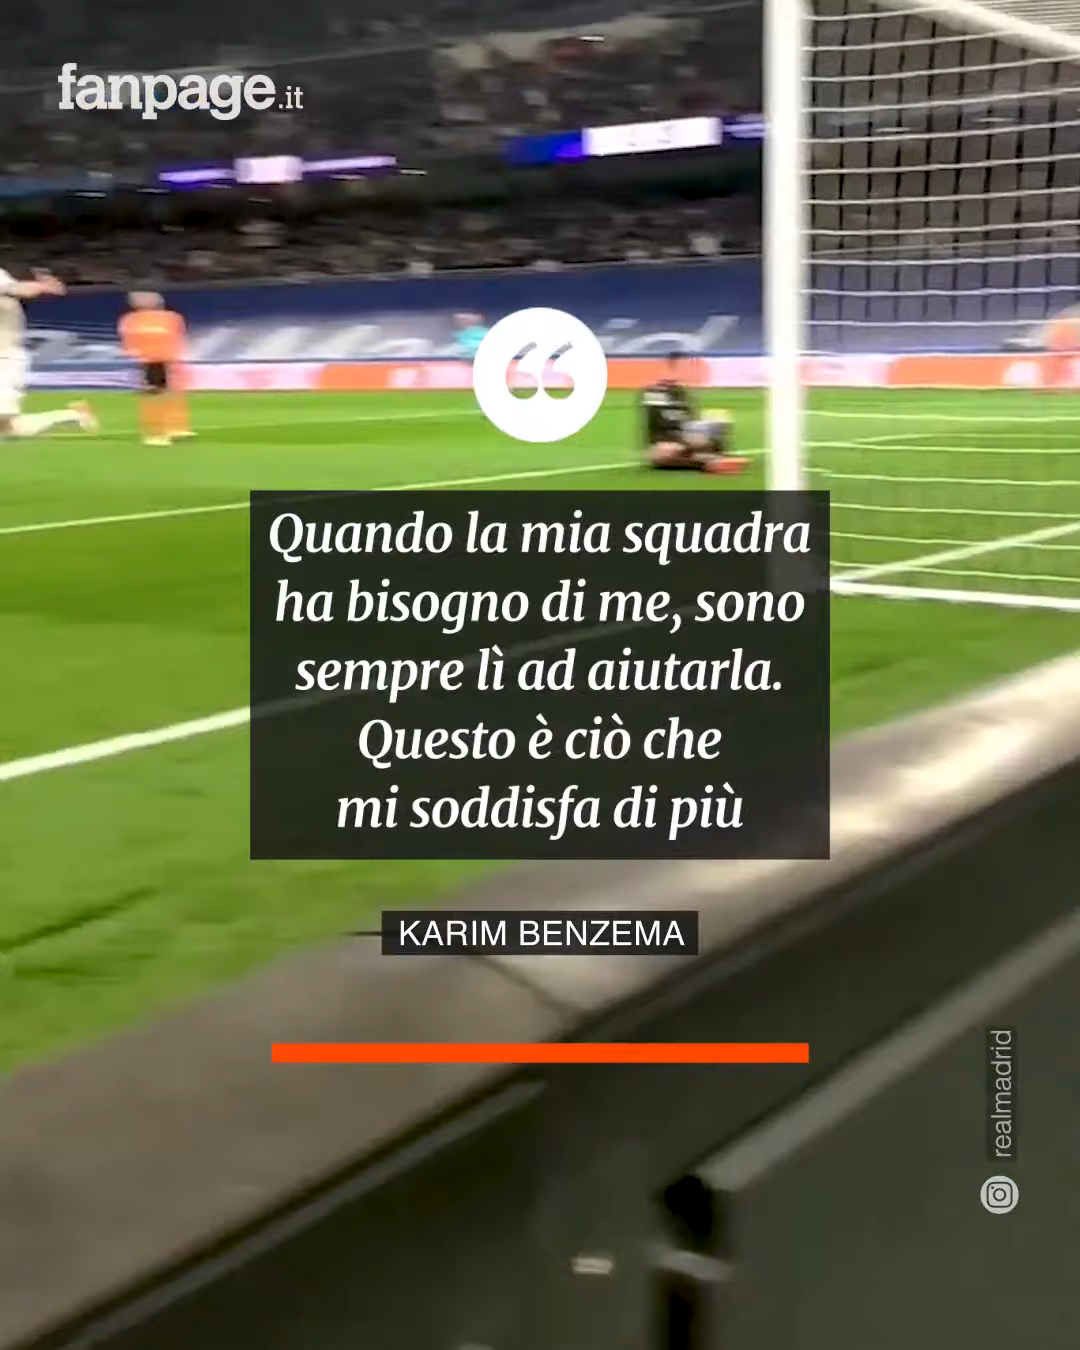 fanpage.it
Quando la mia squadra
ha bisogno di me, sono
sempre lì ad aiutarla.
Questo è ciò che
mi soddisfa di più
KARIM BENZEMA
realmadrid